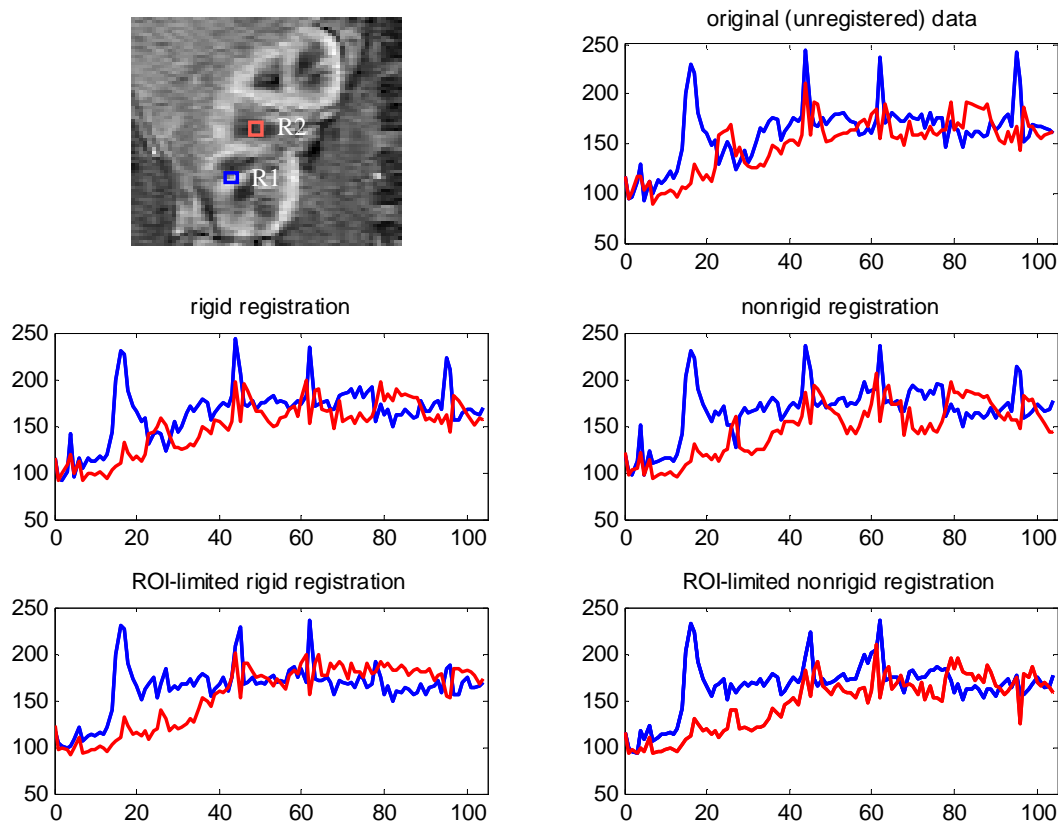 original (unregistered) data
R2
R1
250
200
150
100
50
0 20 40 60 80 100
rigid registration
250
200
150
100
50
0 20 40 60 80 100
nonrigid registration
250
200
150
100
50
0 20 40 60 80 100
ROI-limited rigid registration
250
200
150
100
50
0 20 40 60 80 100
ROI-limited nonrigid registration
250
200
150
100
50
0 20 40 60 80 100